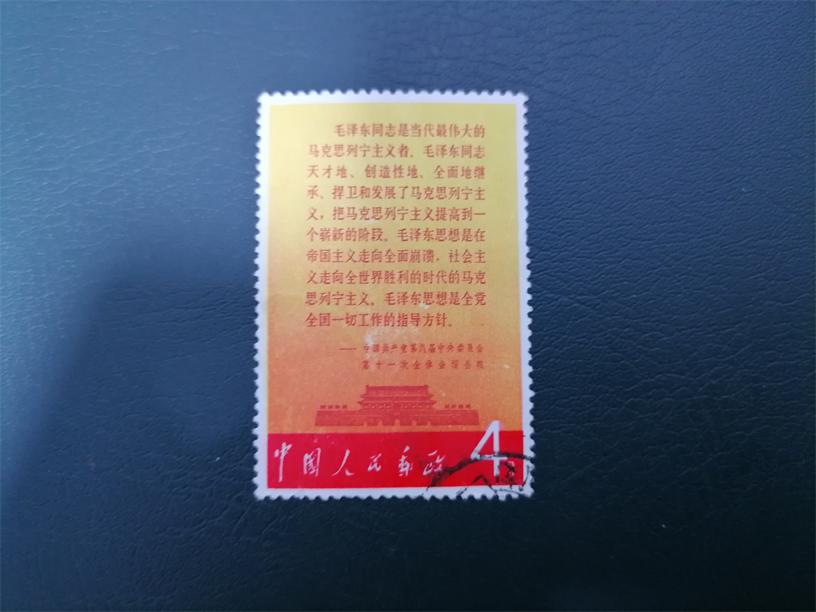 毛泽东同志是当代最伟大的
马克思列宁主义者。毛泽东同志
天才地、创造性地、全面地继
承、捍卫和发展了马克思列宁主
义，把马克思列宁主义提高到一
个崭新的阶段。毛泽东思想是在
帝国主义走向全面崩溃，社会主
义走向全世界胜利的时代的马克
思列宁主义。毛泽东思想是全党
全国一切工作的指导方针。
——中国共产党第八届中央委员会
第十一次全体会议公报
中国人民邮政
4